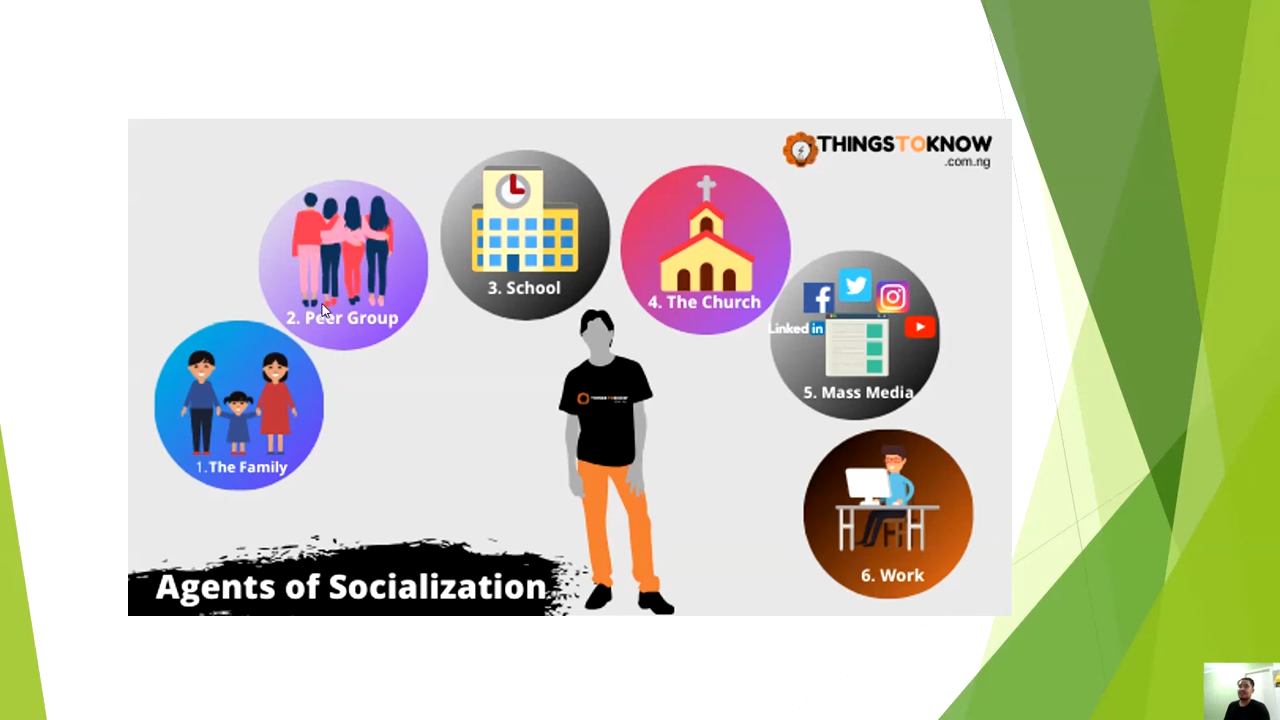 THINGSTOKNOW
.com.ng
2. Peer Group
3. School
4. The Church
Linked in
5. Mass Media
1.The Family
THINGSTOKNOW
6. Work
Agents of Socialization